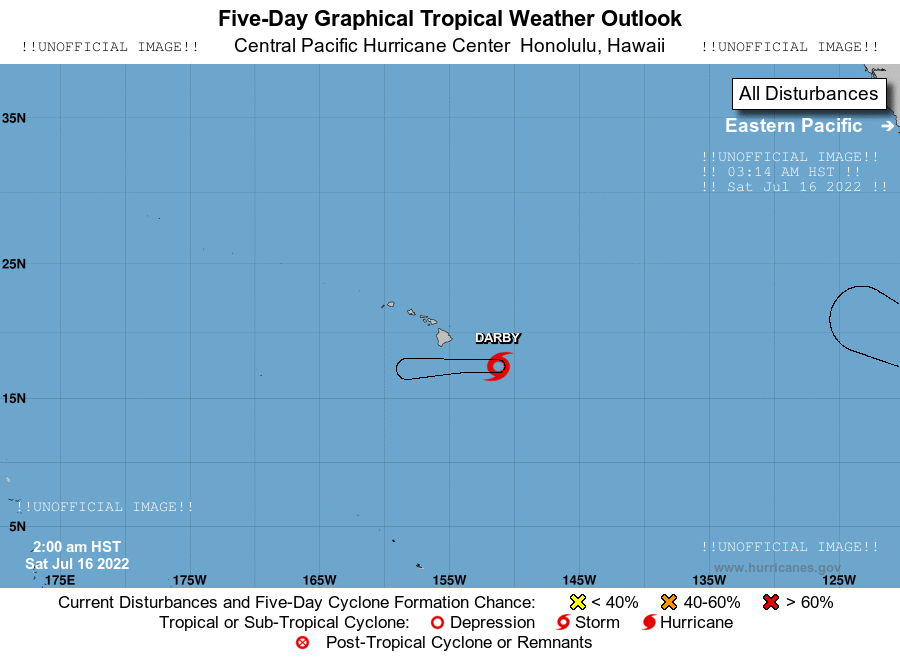 Five-Day Graphical Tropical Weather Outlook
!!UNOFFICIAL IMAGE!! Central Pacific Hurricane Center Honolulu, Hawaii !!UNOFFICIAL IMAGE!!
All Disturbances
35N
Eastern Pacific
!!UNOFFICIAL IMAGE!!
!! 03:14 AM HST !!
!! Sat Jul 16 2022 !!
25N
DARBY
15N
!!UNOFFICIAL IMAGE!!
5N
2:00 am HST
Sat Jul 16 2022
!!UNOFFICIAL IMAGE!!
www.hurricanes.gov
175E 175W 165W 155W 145W 135W 125W
Current Disturbances and Five-Day Cyclone Formation Chance: < 40% 40-60% > 60%
Tropical or Sub-Tropical Cyclone: Depression Storm Hurricane
Post-Tropical Cyclone or Remnants